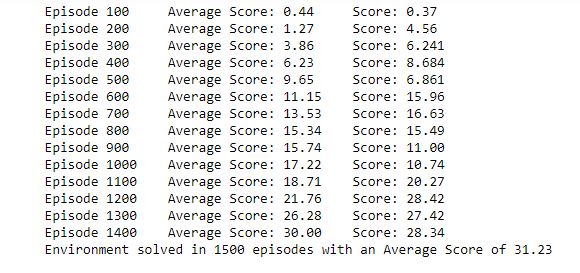 Episode 100 Average Score: 0.44 Score: 0.37
Episode 200 Average Score: 1.27 Score: 4.56
Episode 300 Average Score: 3.86 Score: 6.241
Episode 400 Average Score: 6.23 Score: 8.684
Episode 500 Average Score: 9.65 Score: 6.861
Episode 600 Average Score: 11.15 Score: 15.96
Episode 700 Average Score: 13.53 Score: 16.63
Episode 800 Average Score: 15.34 Score: 15.49
Episode 900 Average Score: 15.74 Score: 11.00
Episode 1000 Average Score: 17.22 Score: 10.74
Episode 1100 Average Score: 18.71 Score: 20.27
Episode 1200 Average Score: 21.76 Score: 28.42
Episode 1300 Average Score: 26.28 Score: 27.42
Episode 1400 Average Score: 30.00 Score: 28.34
Environment solved in 1500 episodes with an Average Score of 31.23